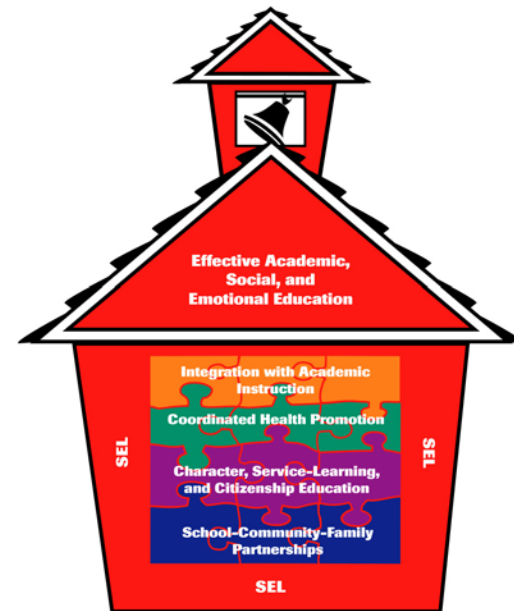 Effective Academic,
Social, and
Emotional Education
Integration with Academic
Instruction
Coordinated Health Promotion
SEL
SEL
Character, Service-Learning,
and Citizenship Education
School-Community-Family
Partnerships
SEL